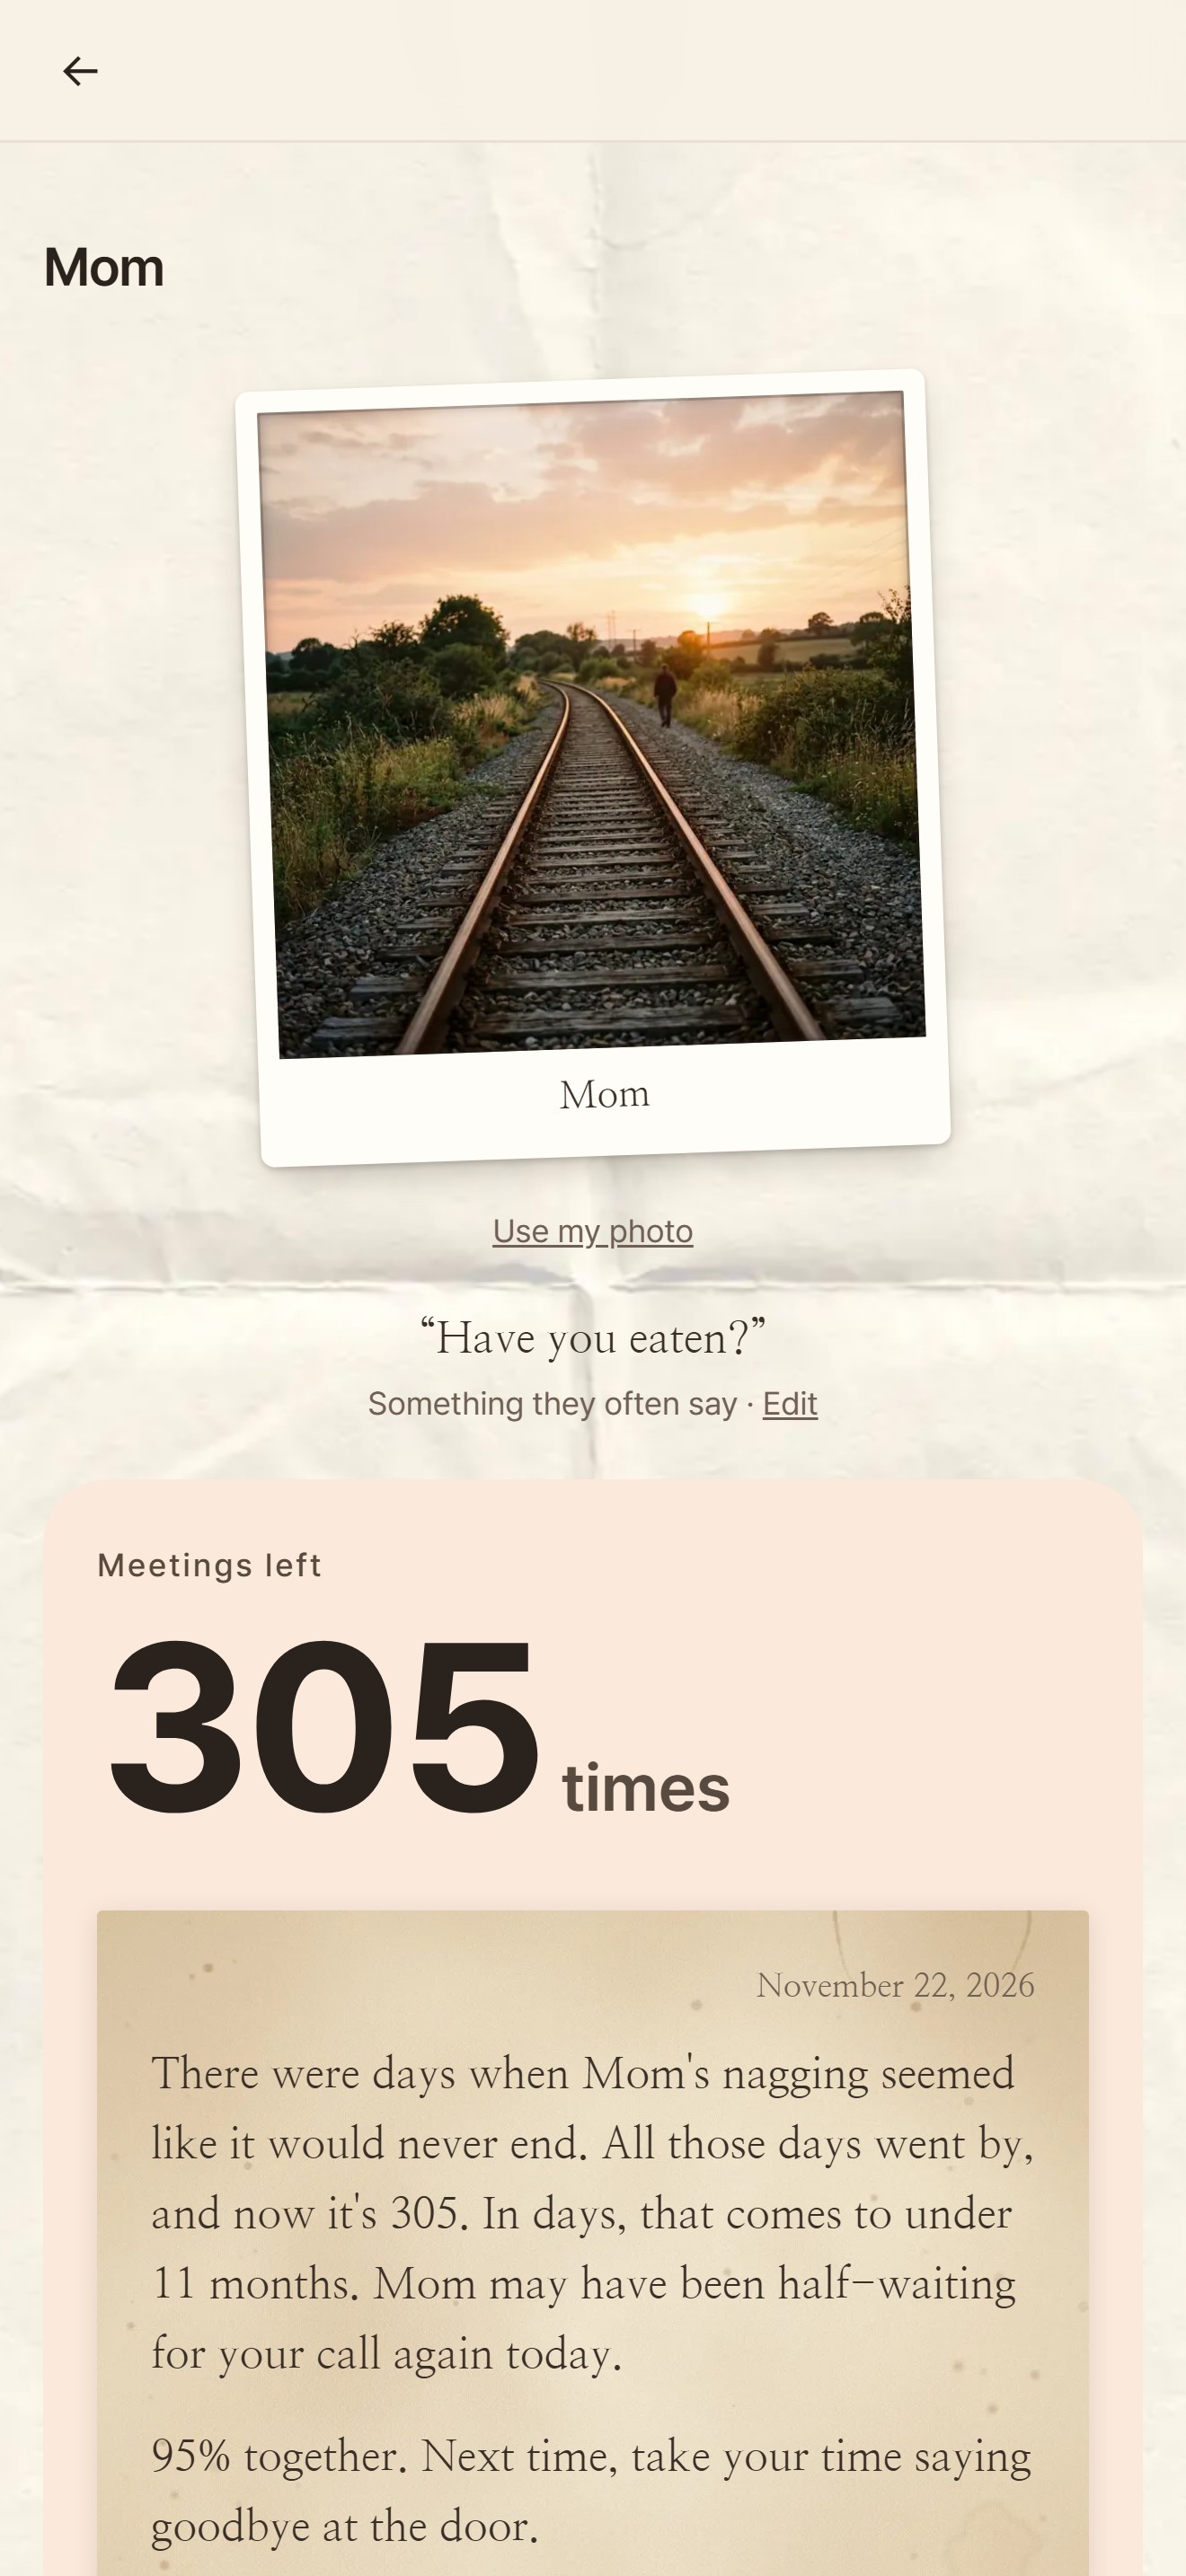 Mom
Mom
Use my photo
“Have you eaten?”
Something they often say · Edit
Meetings left
305 times
November 22, 2026
There were days when Mom's nagging seemed
like it would never end. All those days went by,
and now it's 305. In days, that comes to under
11 months. Mom may have been half-waiting
for your call again today.
95% together. Next time, take your time saying
goodbye at the door.